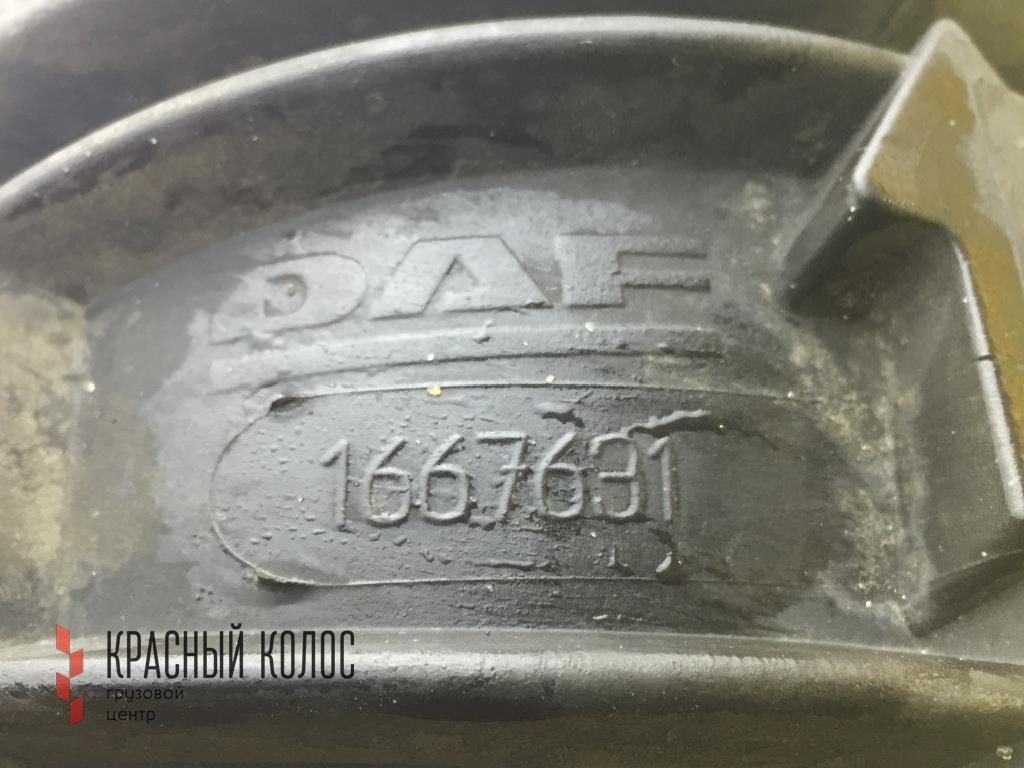 DAF
1667631
КРАСНЫЙ КОЛОС
грузовой
центр